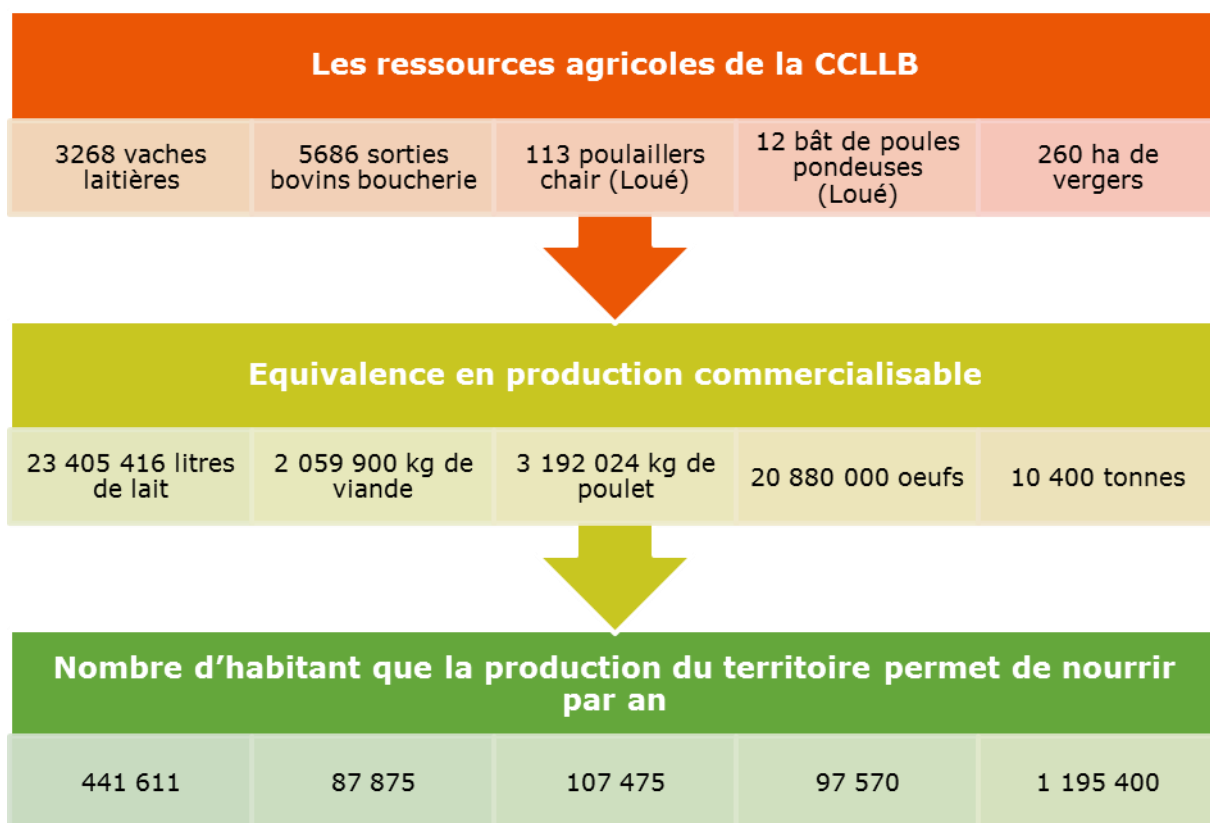 Les ressources agricoles de la CCLLB
3268 vaches
laitières
5686 sorties
bovins boucherie
113 poulaillers
chair (Loué)
12 bât de poules
pondeuses
(Loué)
260 ha de
vergers
Equivalence en production commercialisable
23 405 416 litres
de lait
2 059 900 kg de
viande
3 192 024 kg de
poulet
20 880 000 oeufs
10 400 tonnes
Nombre d’habitant que la production du territoire permet de nourrir
par an
441 611
87 875
107 475
97 570
1 195 400